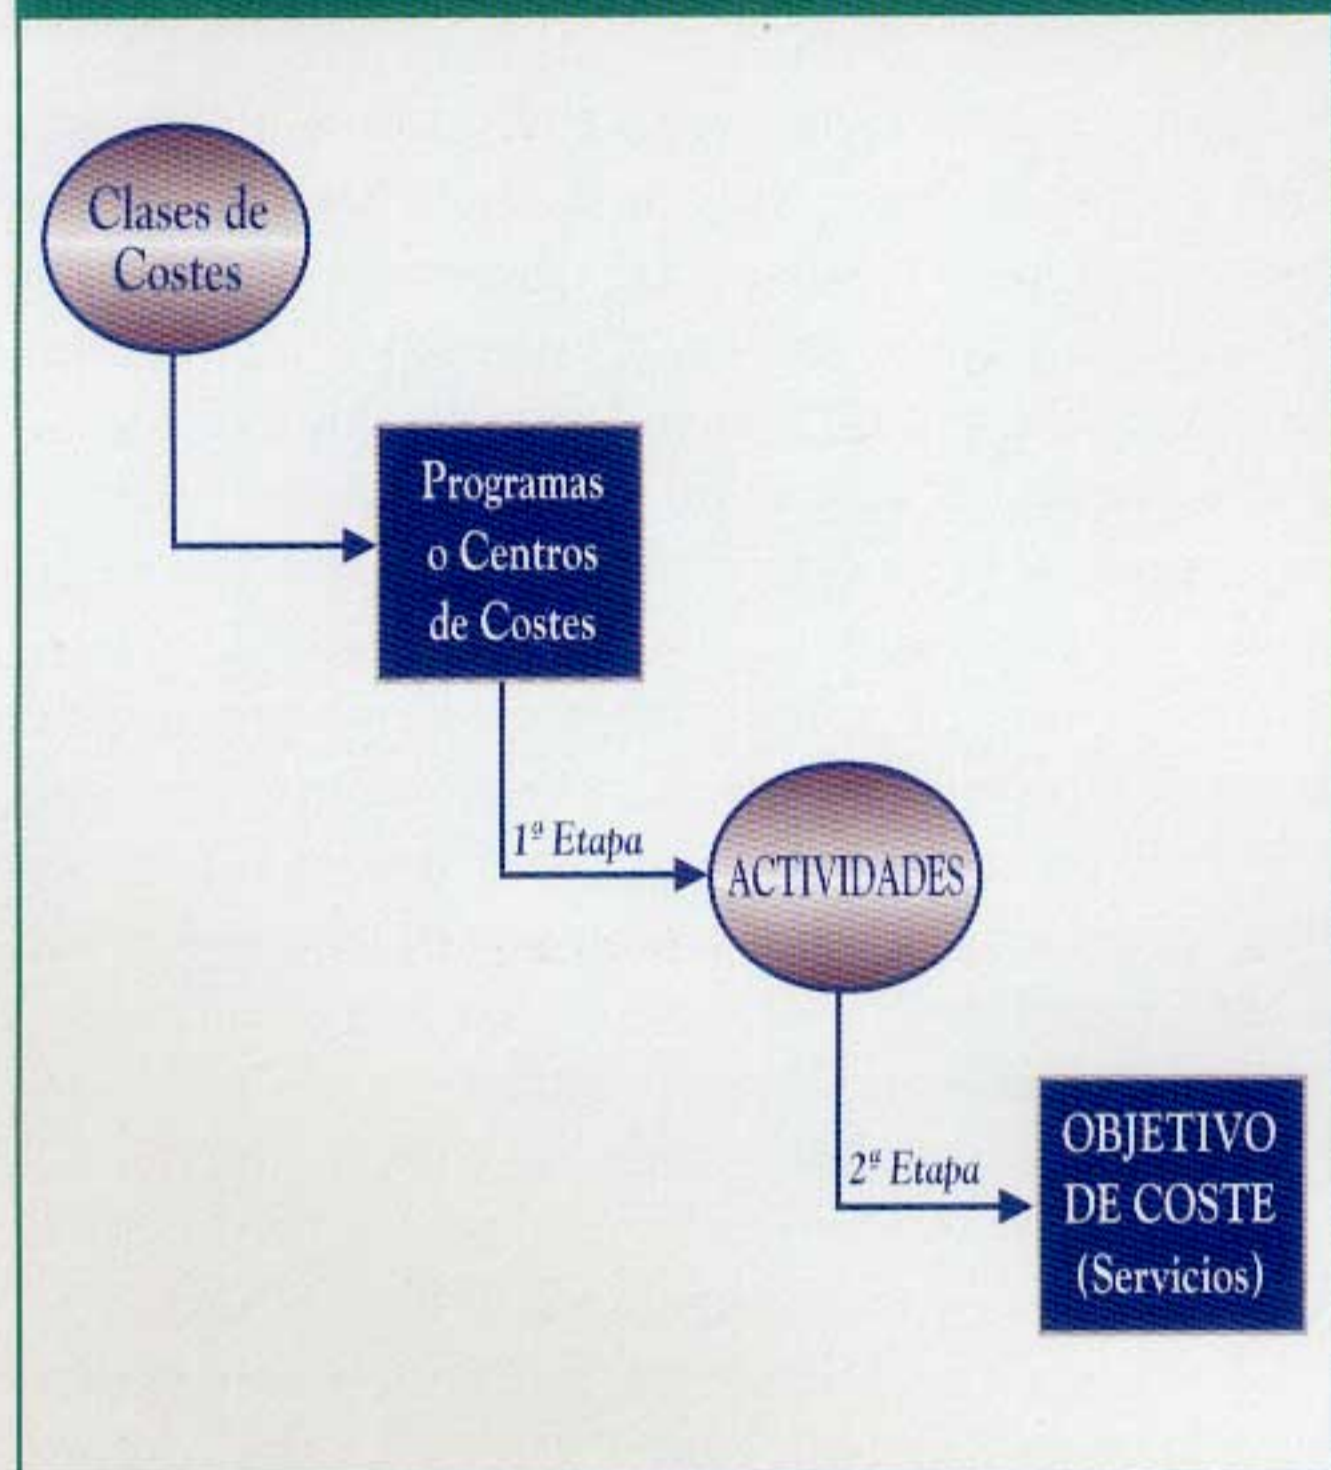 Clases de
Costes
Programas
o Centros
de Costes
1ª Etapa
ACTIVIDADES
2ª Etapa
OBJETIVO
DE COSTE
(Servicios)